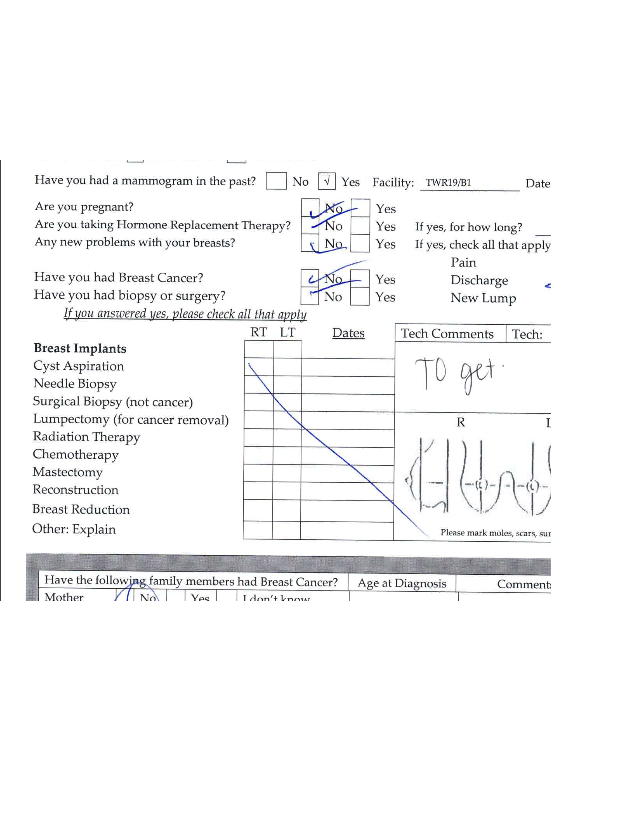 Have you had a mammogram in the past? No √ Yes Facility: TWR19/B1 Date
Are you pregnant? No Yes
Are you taking Hormone Replacement Therapy? No Yes If yes, for how long?
Any new problems with your breasts? No Yes If yes, check all that apply
Pain
Have you had Breast Cancer? No Yes Discharge
Have you had biopsy or surgery? No Yes New Lump
If you answered yes, please check all that apply
RT LT Dates Tech Comments Tech:
Breast Implants
Cyst Aspiration TO get
Needle Biopsy
Surgical Biopsy (not cancer)
Lumpectomy (for cancer removal) R L
Radiation Therapy
Chemotherapy
Mastectomy
Reconstruction
Breast Reduction
Other: Explain Please mark moles, scars, sur
Have the following family members had Breast Cancer? Age at Diagnosis Comments
Mother No Yes I don't know